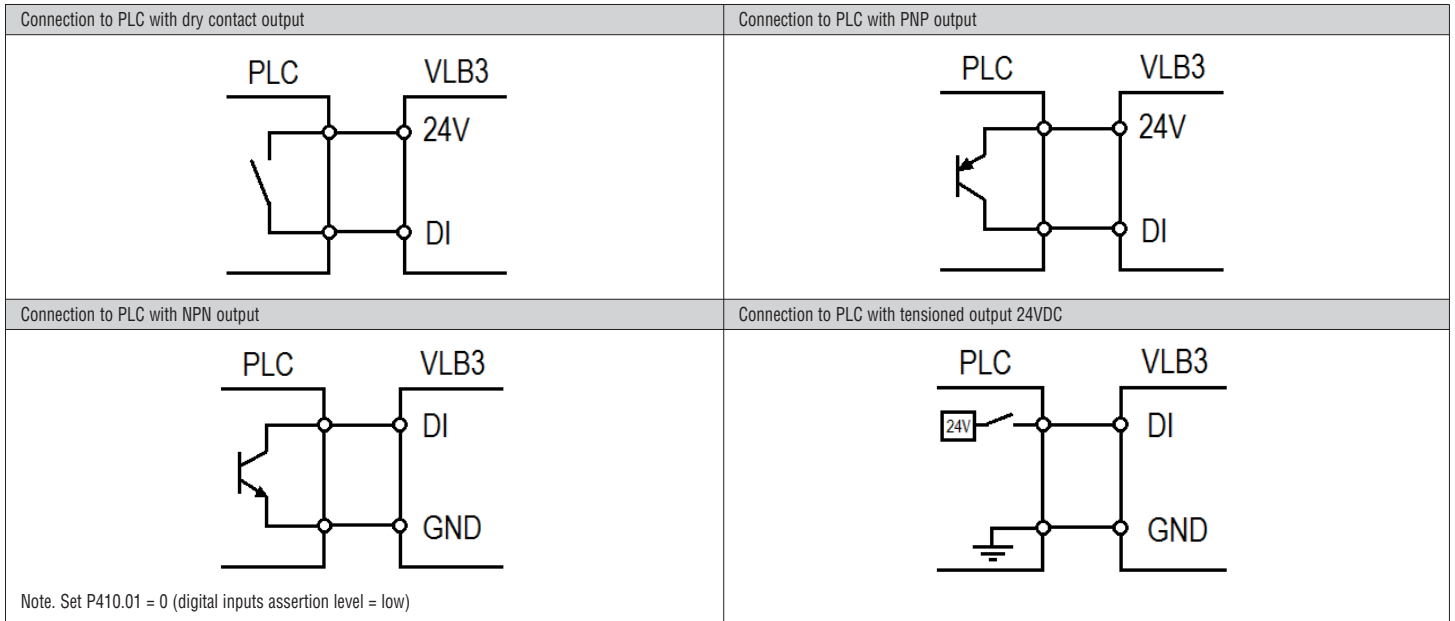 Connection to PLC with dry contact output
PLC VLB3
24V
DI
Connection to PLC with PNP output
PLC VLB3
24V
DI
Connection to PLC with NPN output
PLC VLB3
DI
GND
Note. Set P410.01 = 0 (digital inputs assertion level = low)
Connection to PLC with tensioned output 24VDC
PLC VLB3
24V DI
GND